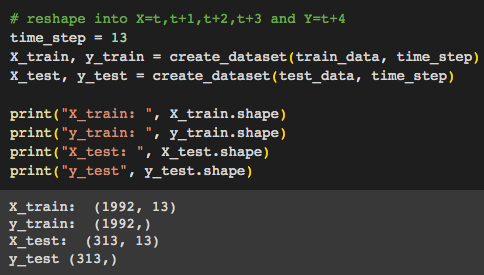 # reshape into X=t,t+1,t+2,t+3 and Y=t+4
time_step = 13
X_train, y_train = create_dataset(train_data, time_step)
X_test, y_test = create_dataset(test_data, time_step)
print("X_train: ", X_train.shape)
print("y_train: ", y_train.shape)
print("X_test: ", X_test.shape)
print("y_test", y_test.shape)
X_train:  (1992, 13)
y_train:  (1992,)
X_test:  (313, 13)
y_test (313,)